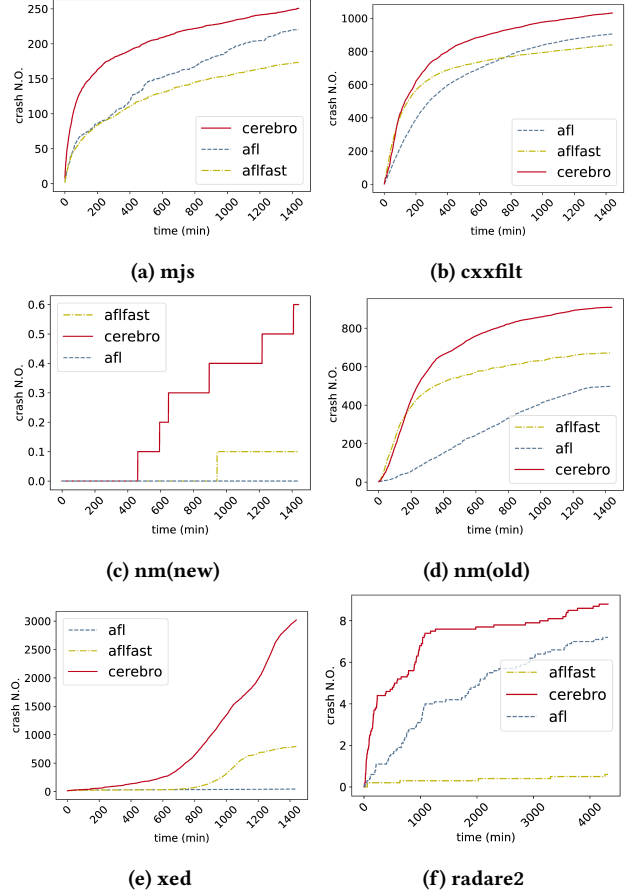 250
200
150
100
50
0
crash N.O.
cerebro
afl
aflfast
0
200
400
600
800
1000
1200
1400
time (min)
(a) mjs
1000
800
600
400
200
0
crash N.O.
afl
aflfast
cerebro
0
200
400
600
800
1000
1200
1400
time (min)
(b) cxxfilt
0.6
0.5
0.4
0.3
0.2
0.1
0.0
crash N.O.
aflfast
cerebro
afl
0
200
400
600
800
1000
1200
1400
time (min)
(c) nm(new)
800
600
400
200
0
crash N.O.
aflfast
afl
cerebro
0
200
400
600
800
1000
1200
1400
time (min)
(d) nm(old)
3000
2500
2000
1500
1000
500
0
crash N.O.
afl
aflfast
cerebro
0
200
400
600
800
1000
1200
1400
time (min)
(e) xed
8
6
4
2
0
crash N.O.
aflfast
cerebro
afl
0
1000
2000
3000
4000
time (min)
(f) radare2